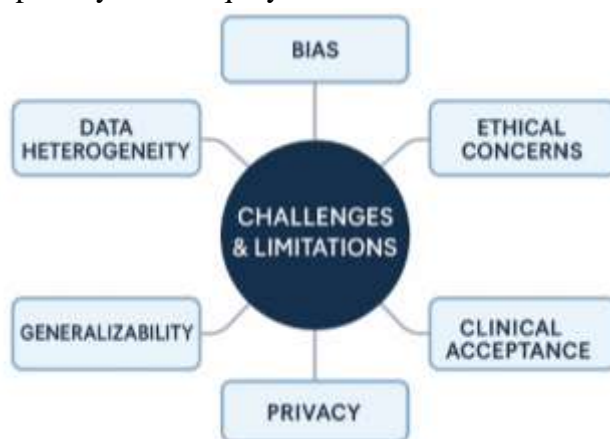 BIAS
DATA
HETEROGENEITY
ETHICAL
CONCERNS
CHALLENGES
& LIMITATIONS
GENERALIZABILITY
CLINICAL
ACCEPTANCE
PRIVACY